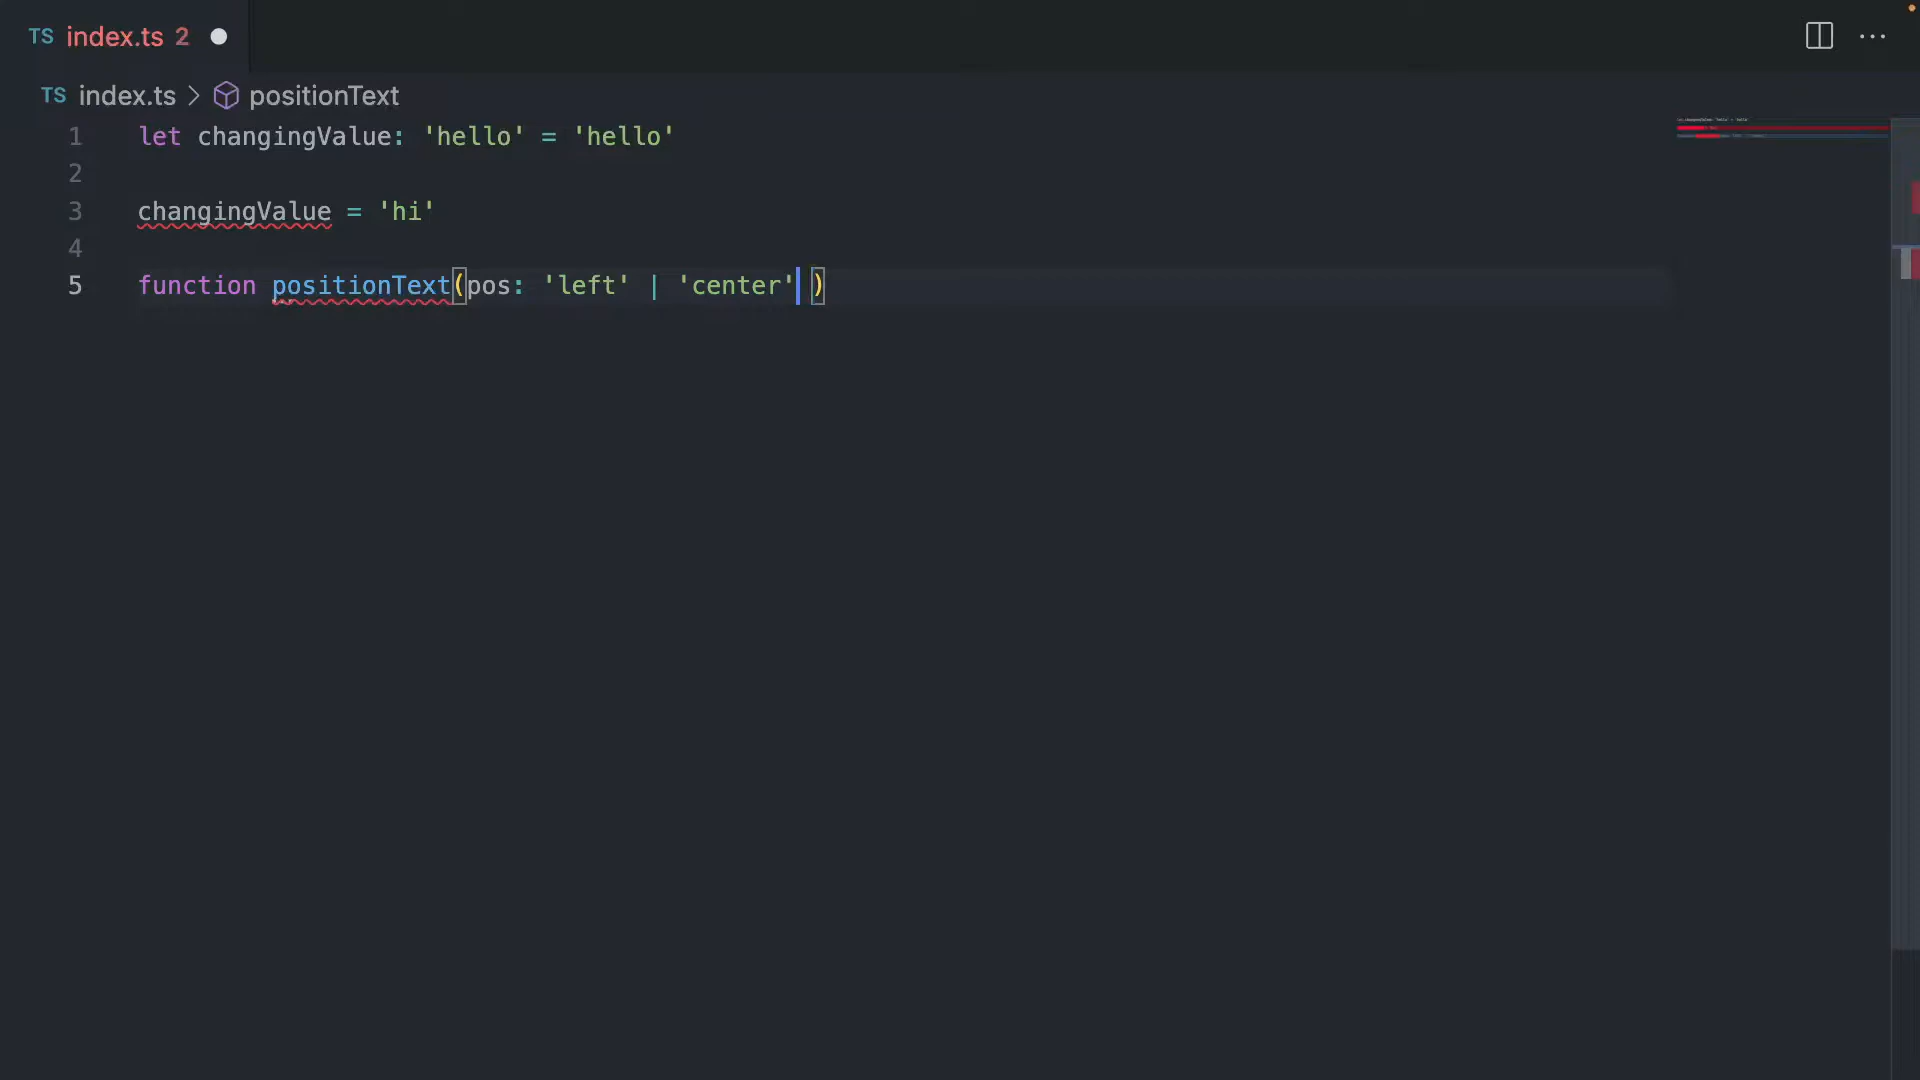 TS index.ts 2
TS index.ts > positionText
1 let changingValue: 'hello' = 'hello'
2
3 changingValue = 'hi'
4
5 function positionText(pos: 'left' | 'center' )